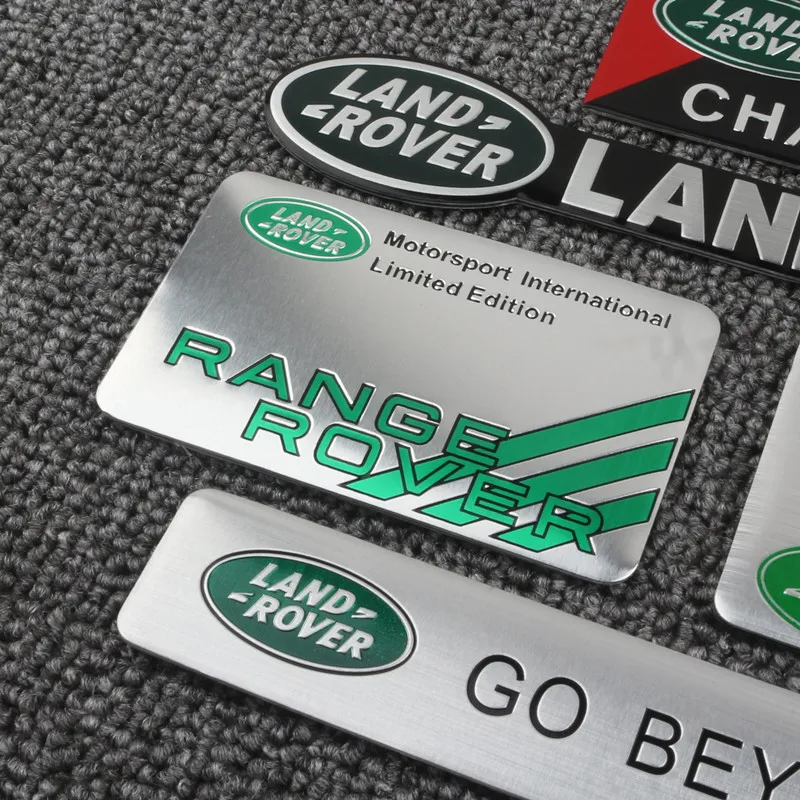 LAND
ROVER
CHA
LAND
ROVER
LAN
LAND
ROVER
Motorsport International
Limited Edition
RANGE
ROVER
LAND
ROVER
GO BEY